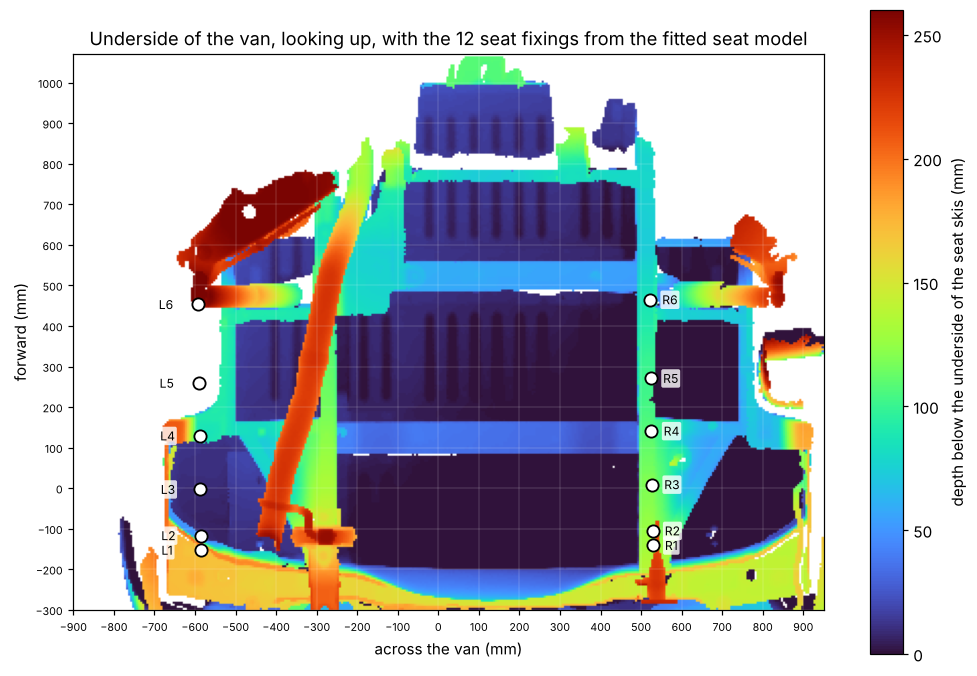 Underside of the van, looking up, with the 12 seat fixings from the fitted seat model
forward (mm)
1000
900
800
700
600
500
400
300
200
100
0
−100
−200
−300
−900
−800
−700
−600
−500
−400
−300
−200
−100
0
100
200
300
400
500
600
700
800
900
across the van (mm)
L6
L5
L4
L3
L2
L1
R6
R5
R4
R3
R2
R1
250
200
150
100
50
0
depth below the underside of the seat skis (mm)